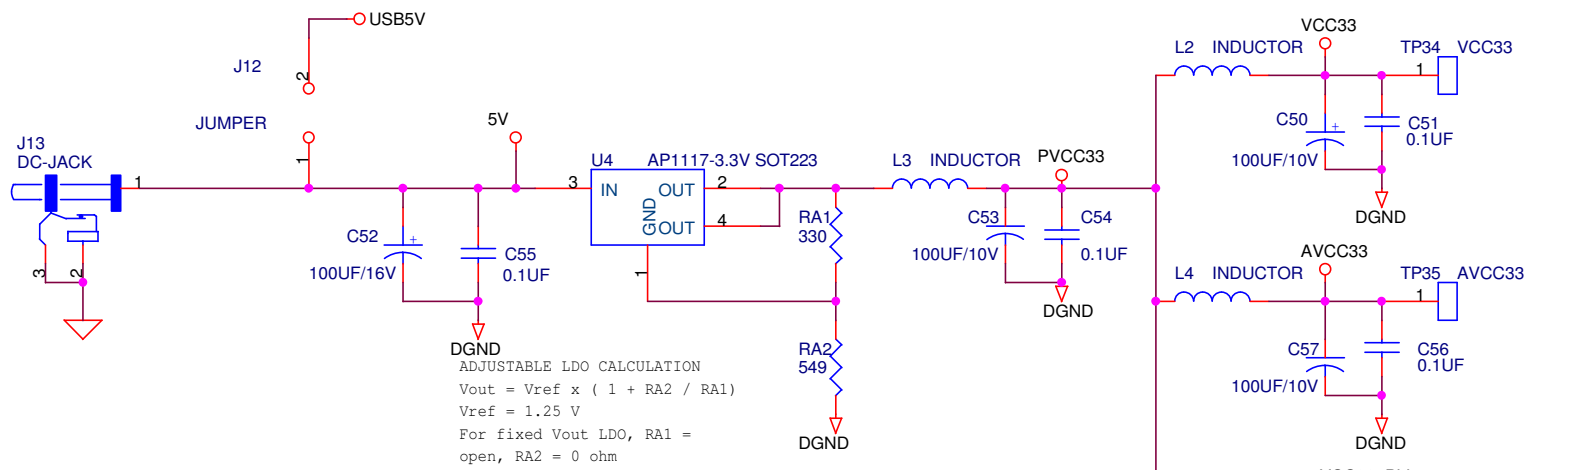 USB5V
2
J12
JUMPER
1
J13
DC-JACK
1
3
2
5V
C52
100UF/16V
C55
0.1UF
DGND
U4
AP1117-3.3V SOT223
3
IN
OUT
2
GND
OUT
4
1
RA1
330
RA2
549
DGND
L3 INDUCTOR
PVCC33
C53
100UF/10V
C54
0.1UF
DGND
L2 INDUCTOR
VCC33
TP34 VCC33
1
C50
100UF/10V
C51
0.1UF
DGND
L4 INDUCTOR
AVCC33
TP35 AVCC33
1
C57
100UF/10V
C56
0.1UF
DGND
ADJUSTABLE LDO CALCULATION
Vout = Vref x ( 1 + RA2 / RA1)
Vref = 1.25 V
For fixed Vout LDO, RA1 =
open, RA2 = 0 ohm